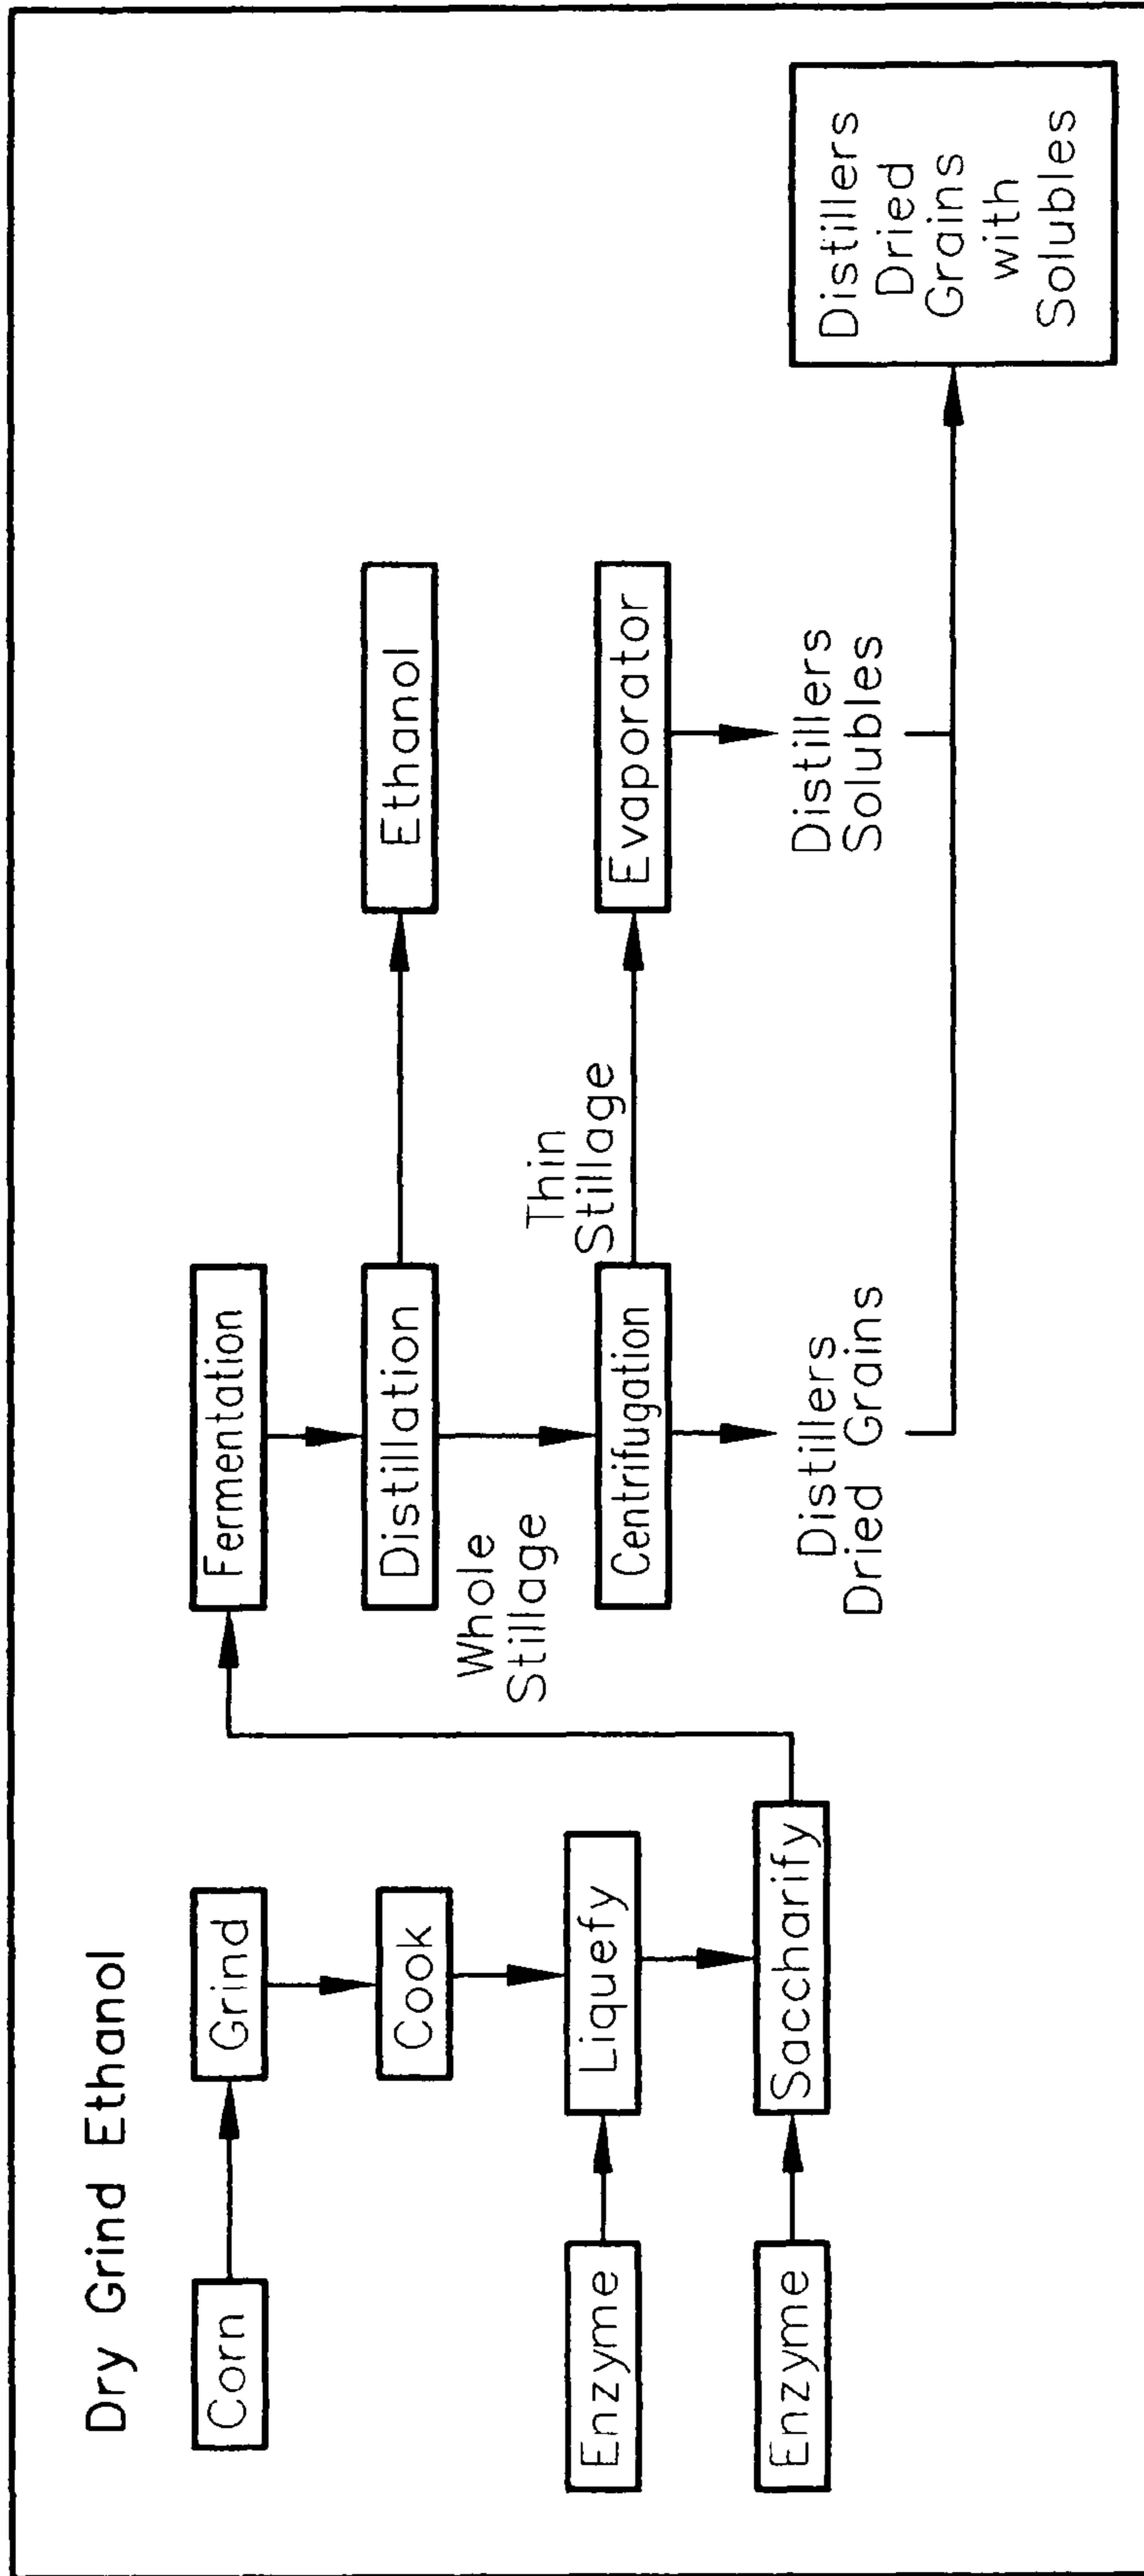 Dry Grind Ethanol
Corn
Grind
Cook
Enzyme
Liquefy
Enzyme
Saccharify
Fermentation
Distillation
Ethanol
Whole
Stillage
Centrifugation
Thin
Stillage
Evaporator
Distillers
Dried Grains
Distillers
Solubles
Distillers
Dried
Grains
with
Solubles